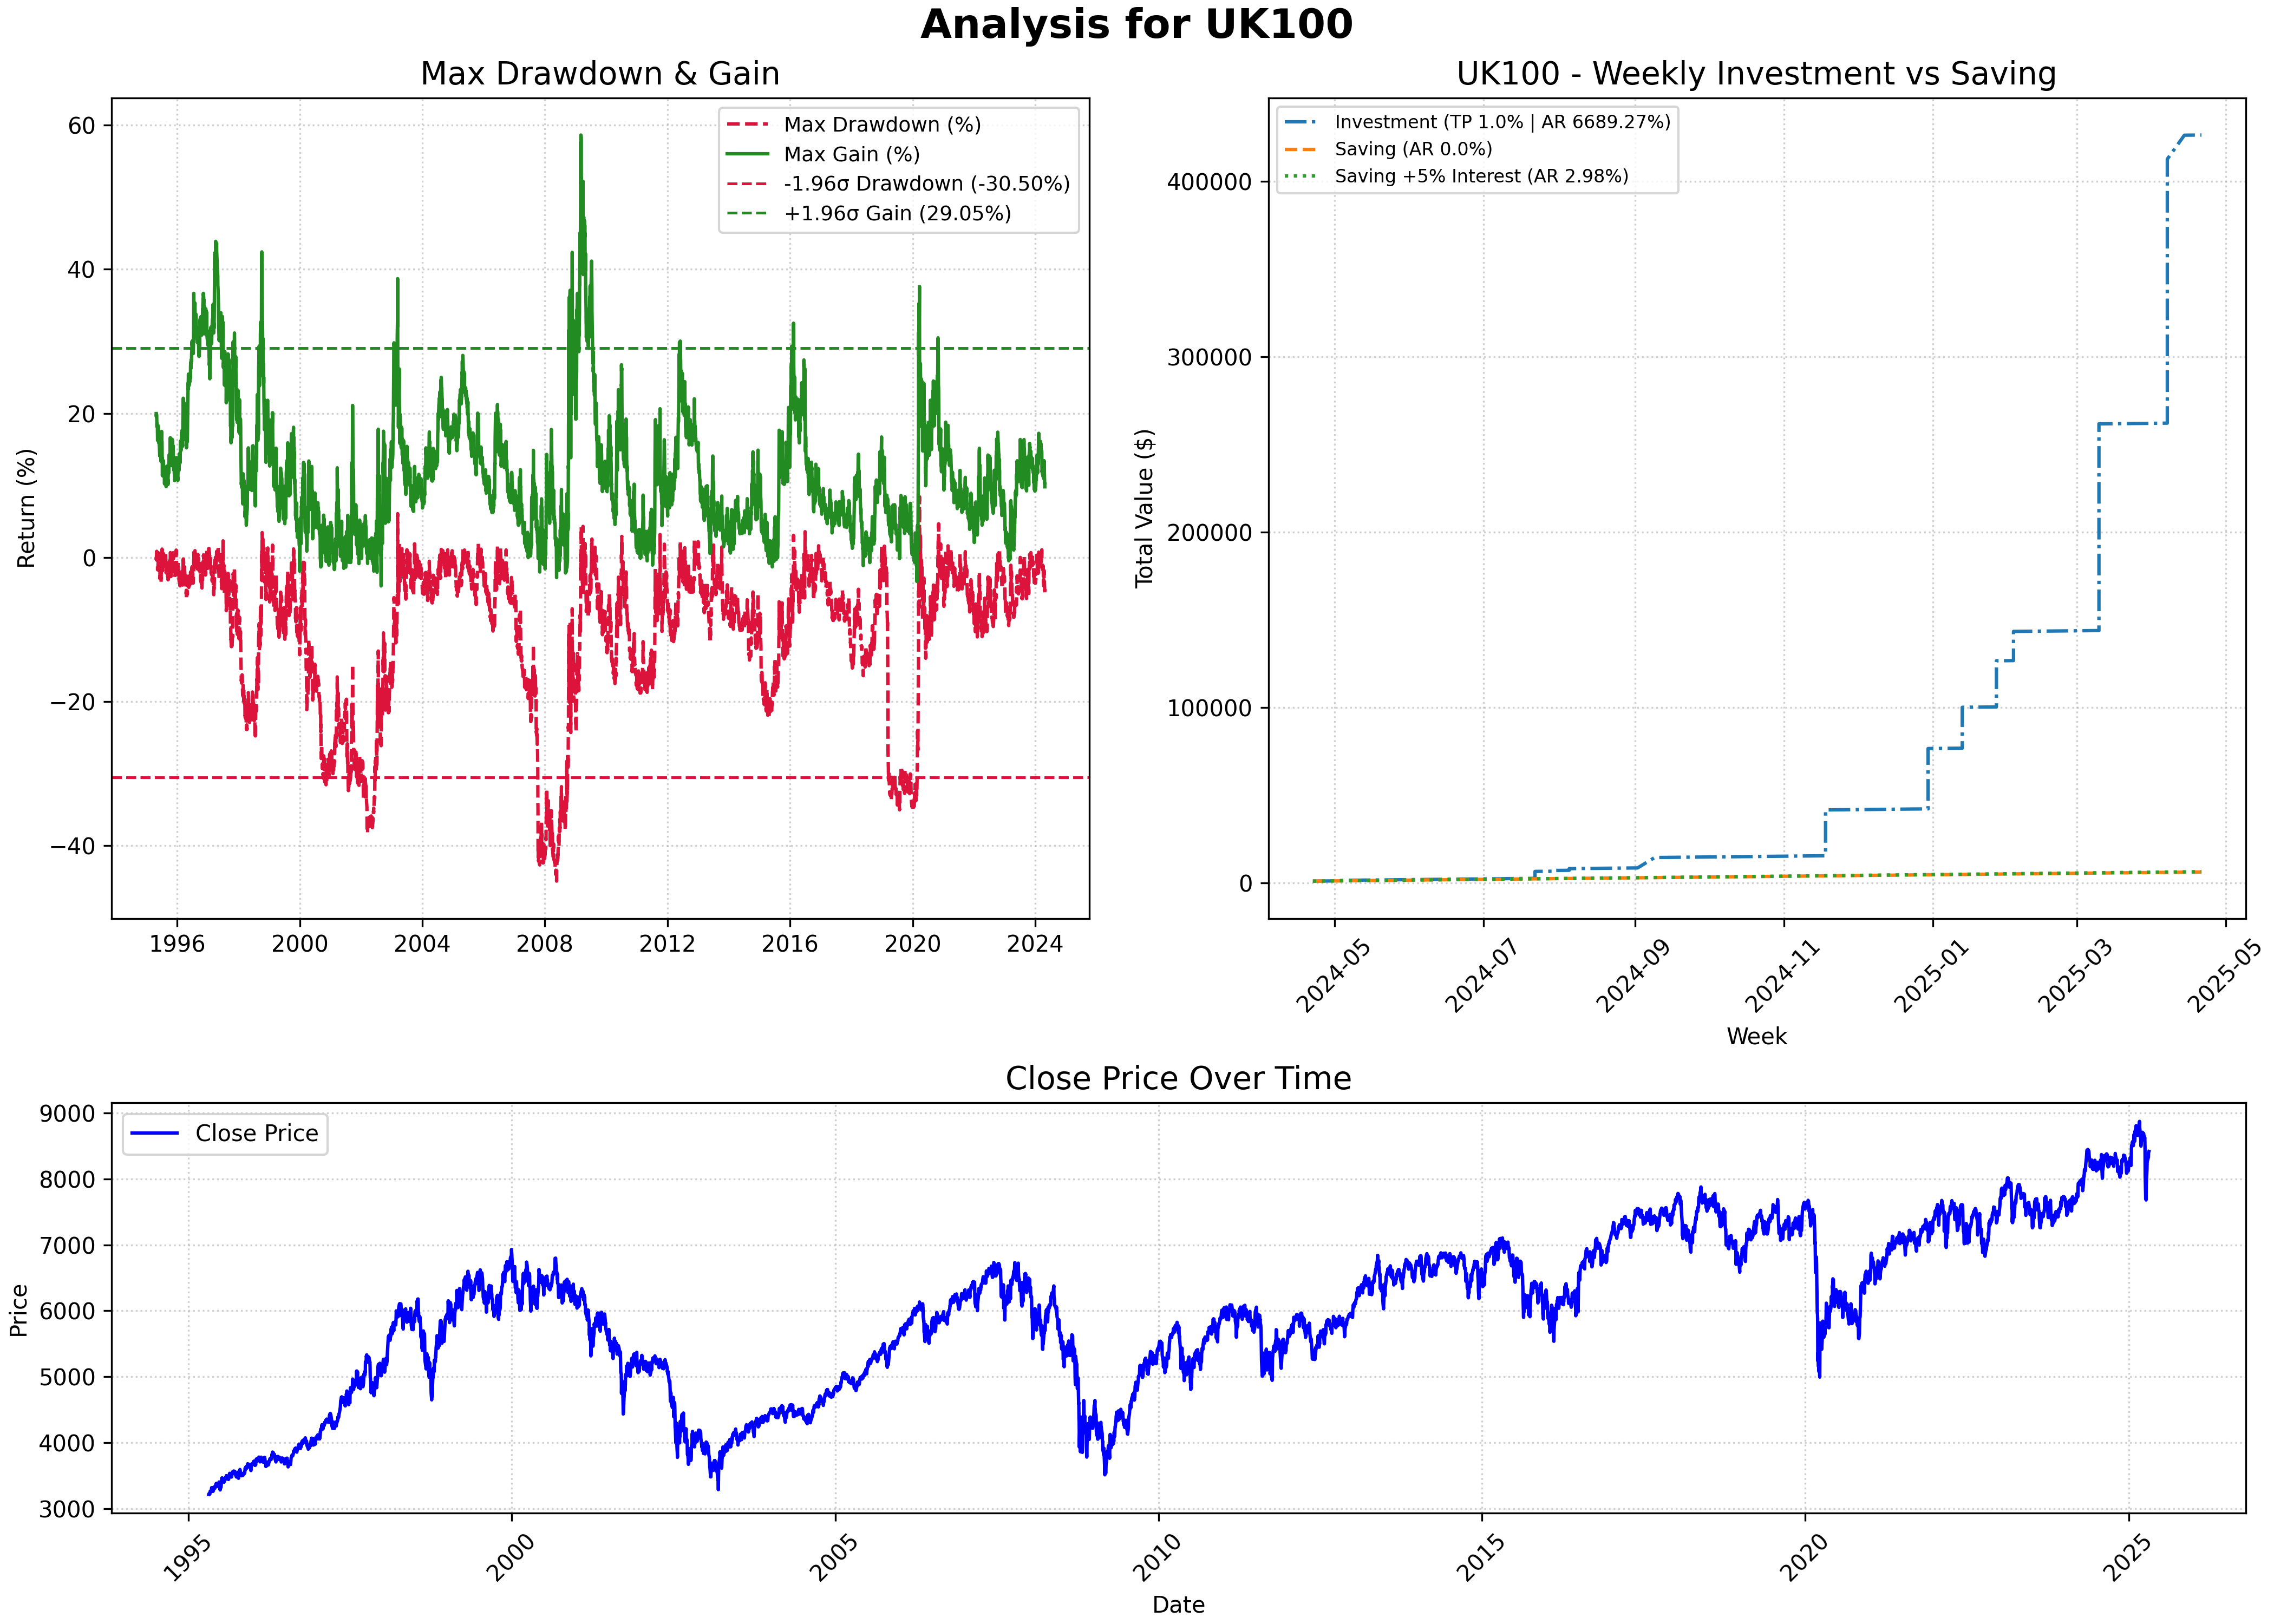 Analysis for UK100
Max Drawdown & Gain
Return (%)
60
40
20
0
−20
−40
Max Drawdown (%)
Max Gain (%)
-1.96σ Drawdown (-30.50%)
+1.96σ Gain (29.05%)
1996
2000
2004
2008
2012
2016
2020
2024
UK100 - Weekly Investment vs Saving
Total Value ($)
400000
300000
200000
100000
0
Investment (TP 1.0% | AR 6689.27%)
Saving (AR 0.0%)
Saving +5% Interest (AR 2.98%)
2024-05
2024-07
2024-09
2024-11
2025-01
2025-03
2025-05
Week
Close Price Over Time
Price
9000
8000
7000
6000
5000
4000
3000
Close Price
1995
2000
2005
2010
2015
2020
2025
Date